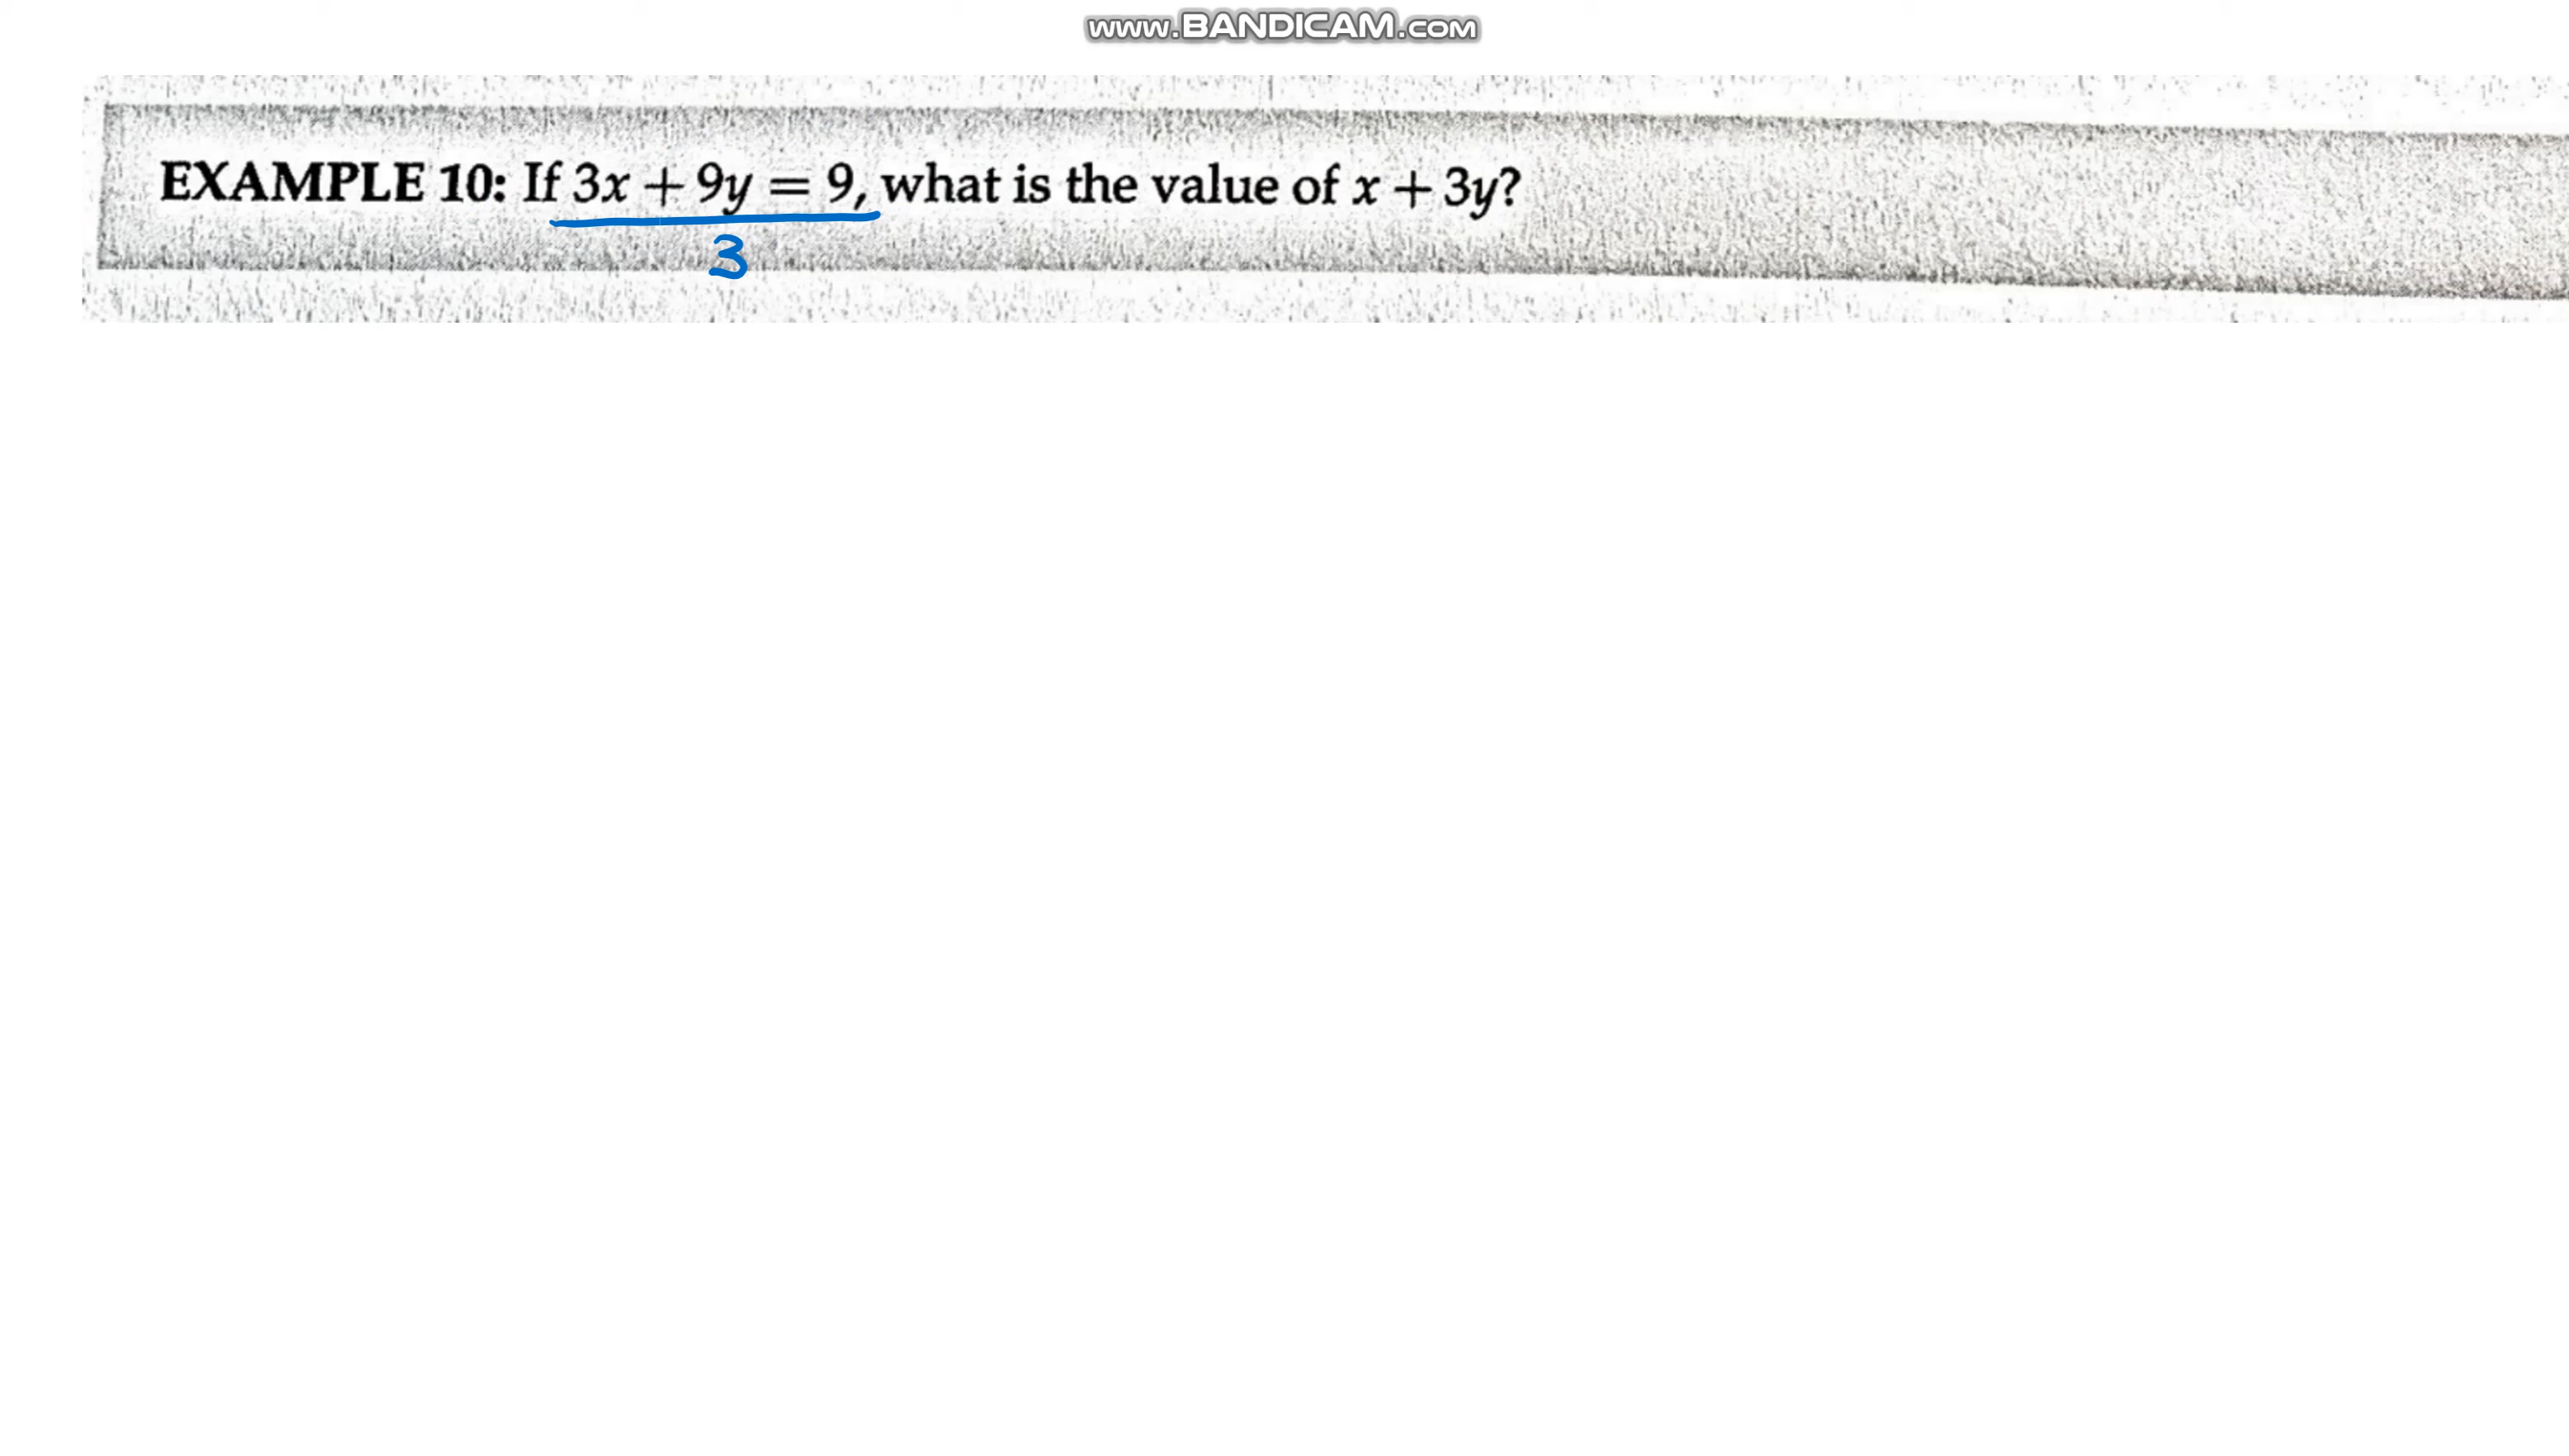 www.BANDICAM.com
EXAMPLE 10: If 3x + 9y = 9, what is the value of x + 3y?
3